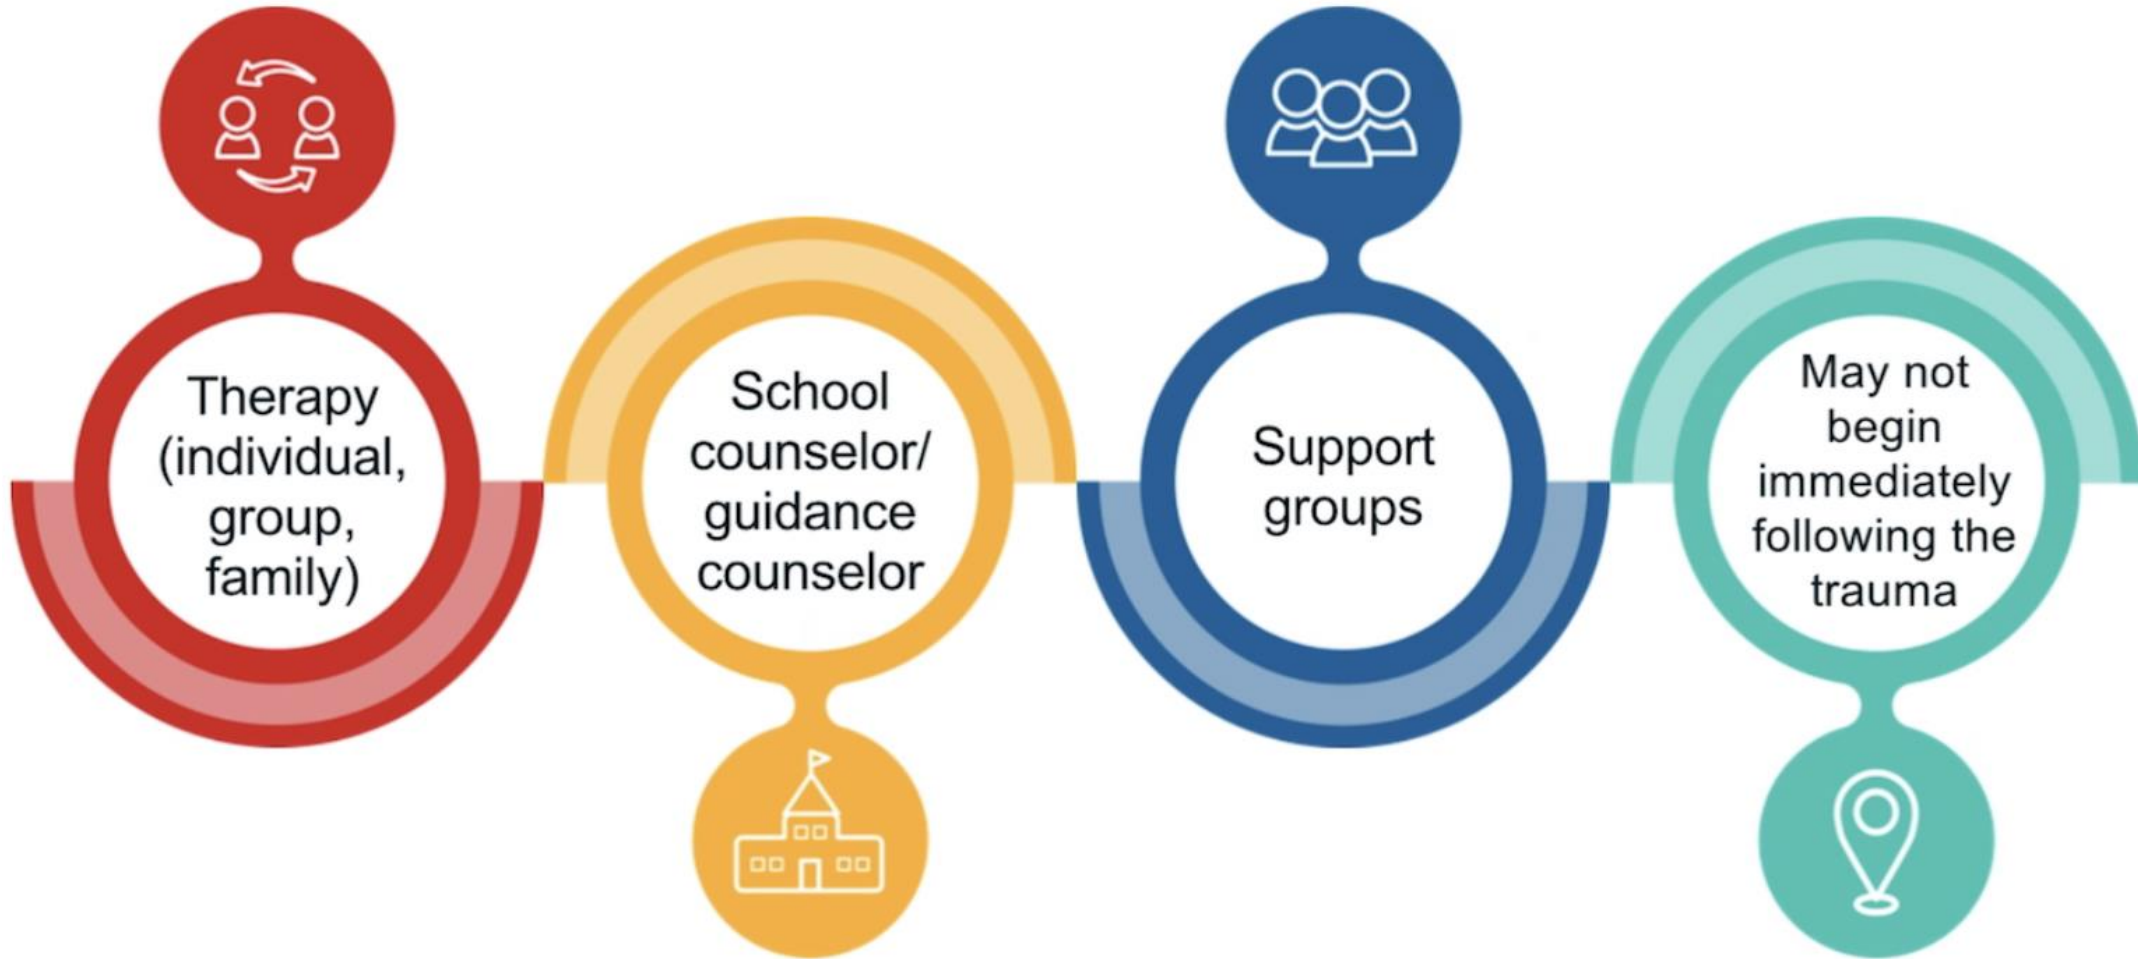 Therapy
(individual,
group,
family)
School
counselor/
guidance
counselor
Support
groups
May not
begin
immediately
following the
trauma